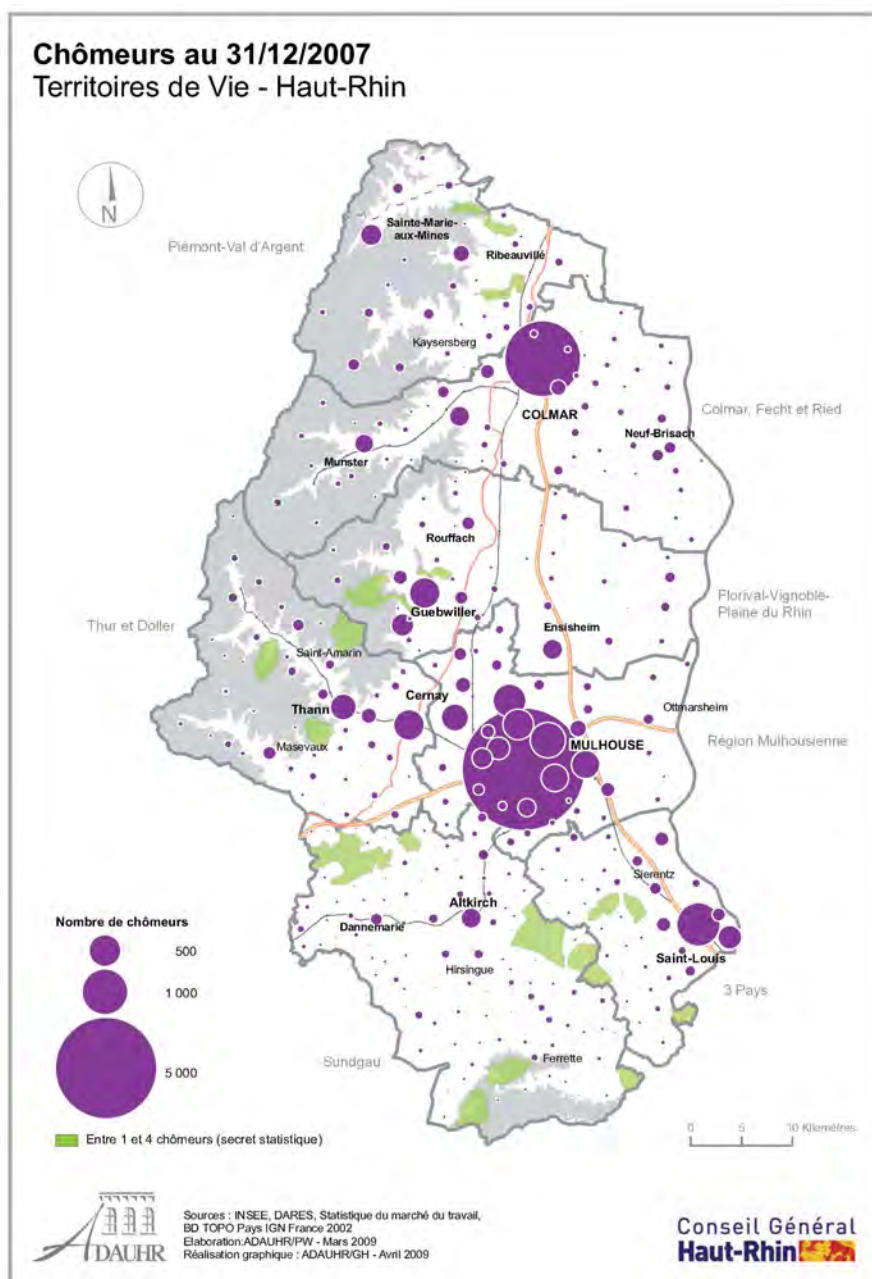 Chômeurs au 31/12/2007
Territoires de Vie - Haut-Rhin
N
Piémont-Val d'Argent
Sainte-Marie-
aux-Mines
Ribeauvillé
Kaysersberg
COLMAR
Colmar, Fecht et Ried
Neuf-Brisach
Munster
Rouffach
Guebwiller
Florival-Vignoble-
Plaine du Rhin
Thur et Doller
Ensisheim
Saint-Amarin
Cernay
Thann
Ottmarsheim
MULHOUSE
Région Mulhousienne
Masevaux
Sierentz
Altkirch
Dannemarie
Saint-Louis
Hirsingue
3 Pays
Sundgau
Ferrette
Nombre de chômeurs
500
1 000
5 000
Entre 1 et 4 chômeurs (secret statistique)
0 5 10 Kilomètres
ADAUHR
Sources : INSEE, DARES, Statistique du marché du travail,
BD TOPO Pays IGN France 2002
Elaboration:ADAUHR/PW - Mars 2009
Réalisation graphique : ADAUHR/GH - Avril 2009
Conseil Général
Haut-Rhin